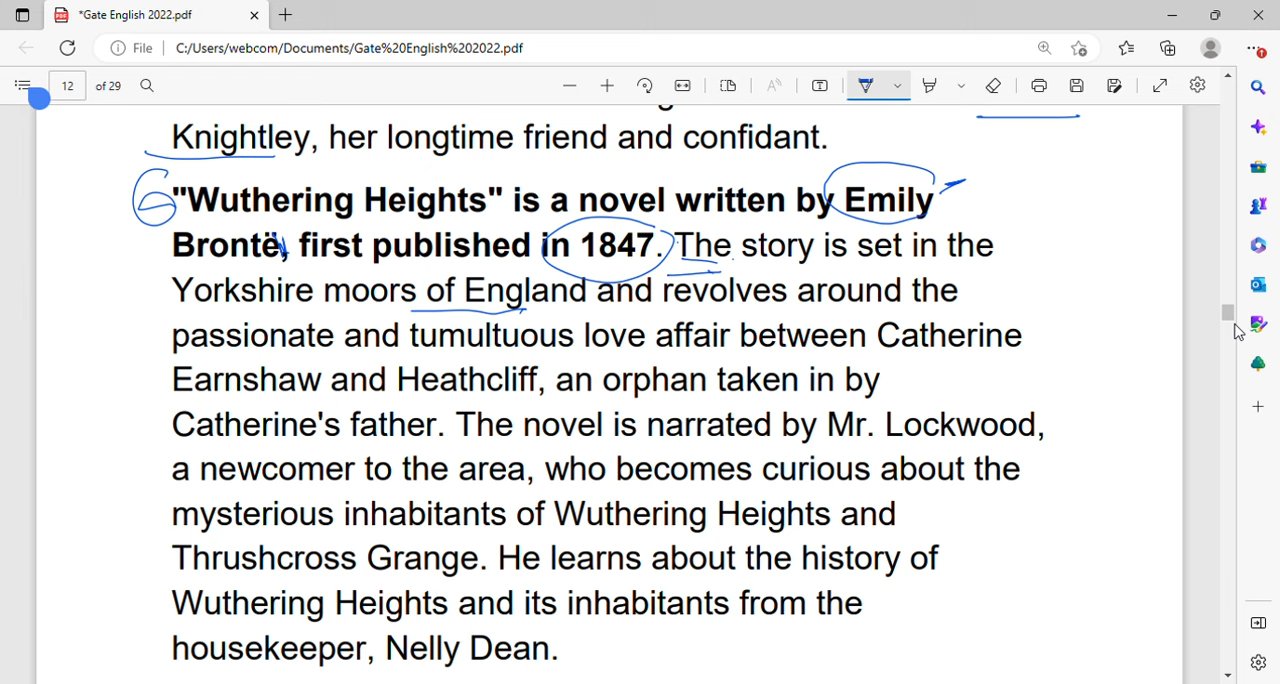 *Gate English 2022.pdf
File C:/Users/webcom/Documents/Gate%20English%202022.pdf
12 of 29
Knightley, her longtime friend and confidant.
6 "Wuthering Heights" is a novel written by Emily
Brontë, first published in 1847. The story is set in the
Yorkshire moors of England and revolves around the
passionate and tumultuous love affair between Catherine
Earnshaw and Heathcliff, an orphan taken in by
Catherine's father. The novel is narrated by Mr. Lockwood,
a newcomer to the area, who becomes curious about the
mysterious inhabitants of Wuthering Heights and
Thrushcross Grange. He learns about the history of
Wuthering Heights and its inhabitants from the
housekeeper, Nelly Dean.